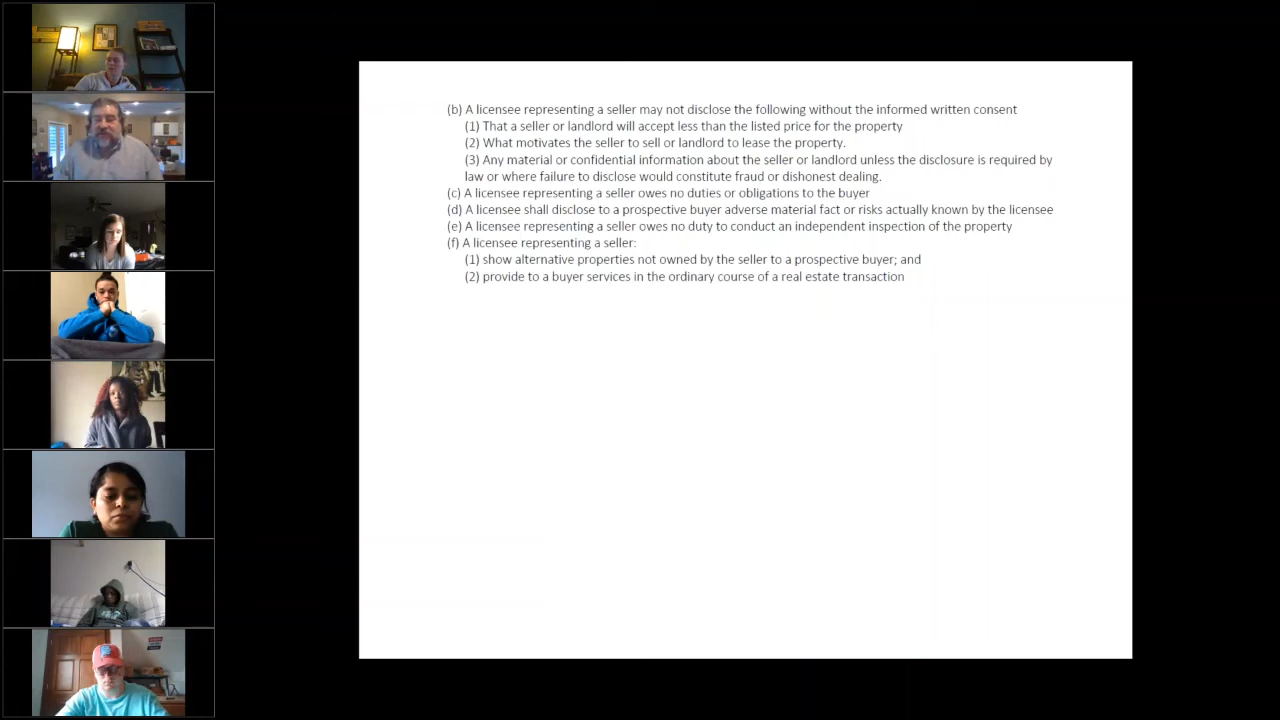 (b) A licensee representing a seller may not disclose the following without the informed written consent
(1) That a seller or landlord will accept less than the listed price for the property
(2) What motivates the seller to sell or landlord to lease the property.
(3) Any material or confidential information about the seller or landlord unless the disclosure is required by
law or where failure to disclose would constitute fraud or dishonest dealing.
(c) A licensee representing a seller owes no duties or obligations to the buyer
(d) A licensee shall disclose to a prospective buyer adverse material fact or risks actually known by the licensee
(e) A licensee representing a seller owes no duty to conduct an independent inspection of the property
(f) A licensee representing a seller:
(1) show alternative properties not owned by the seller to a prospective buyer; and
(2) provide to a buyer services in the ordinary course of a real estate transaction